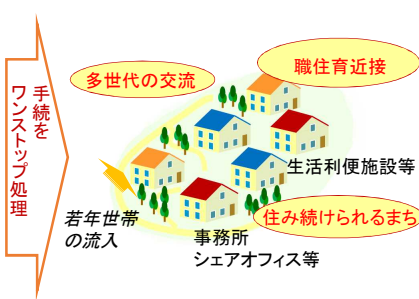 手続を
ワンストップ処理
多世代の交流
職住育近接
生活利便施設等
住み続けられるまち
若年世帯
の流入
事務所
シェアオフィス等